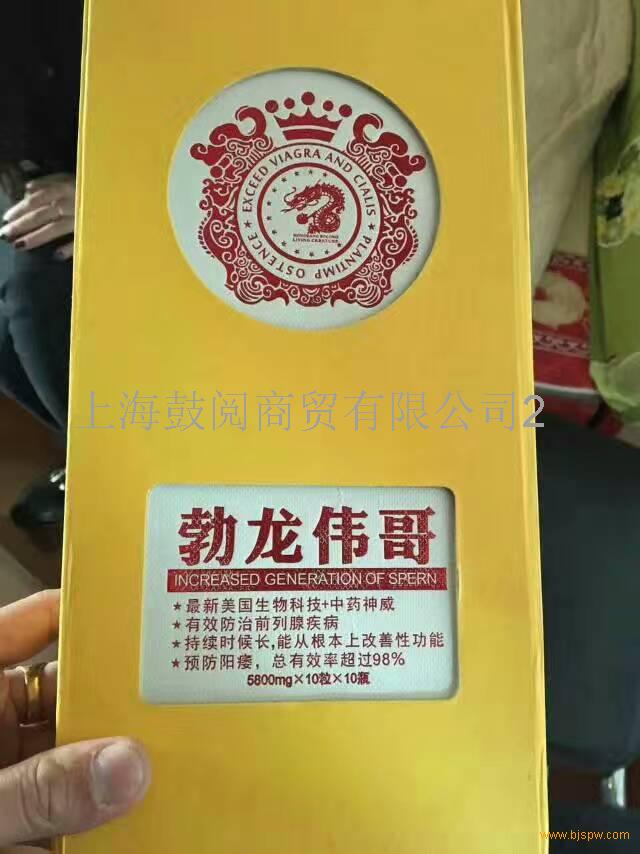 EXCEED VIAGRA AND CIALIS
PLANTIMP OSTENCE
LIVING CREATURE
上海鼓阅商贸有限公司2
勃龙伟哥
INCREASED GENERATION OF SPERN
★最新美国生物科技+中药神威
★有效防治前列腺疾病
★持续时候长,能从根本上改善性功能
★预防阳痿，总有效率超过98%
5800mg×10粒×10瓶
www.bjspw.com